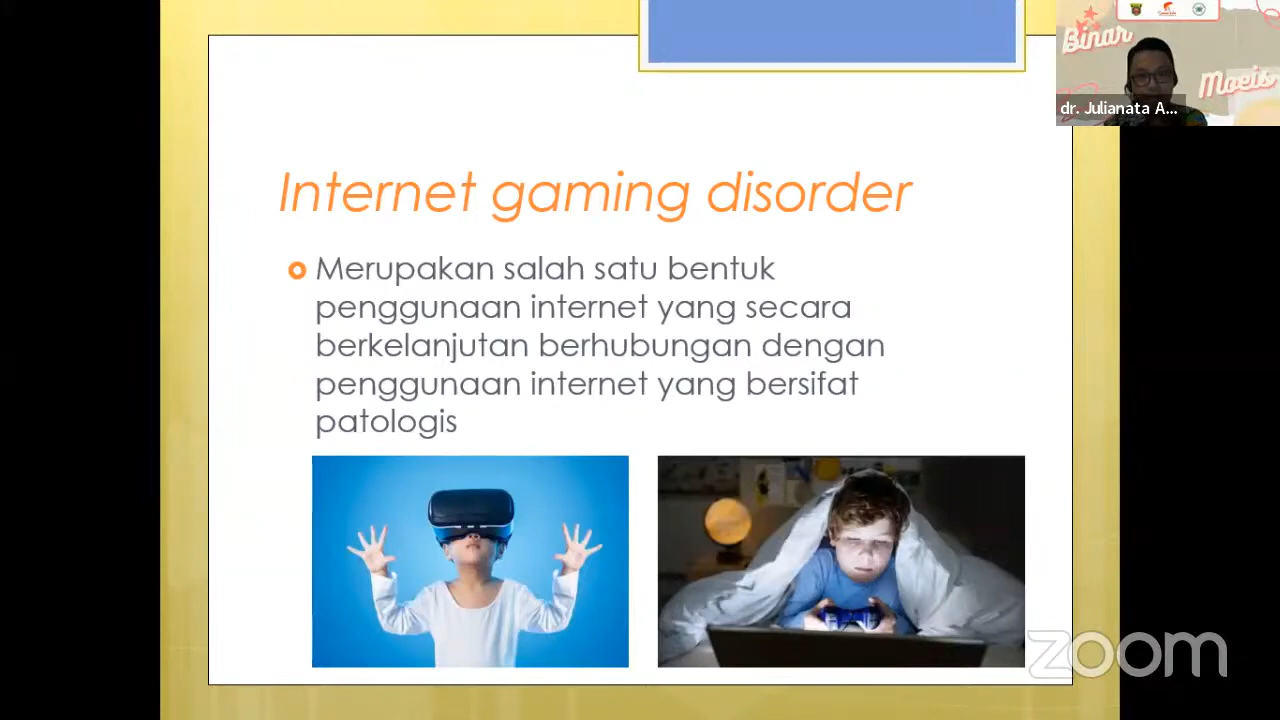 Binar
Moeis
dr. Julianata A...
Internet gaming disorder
Merupakan salah satu bentuk
penggunaan internet yang secara
berkelanjutan berhubungan dengan
penggunaan internet yang bersifat
patologis
zoom